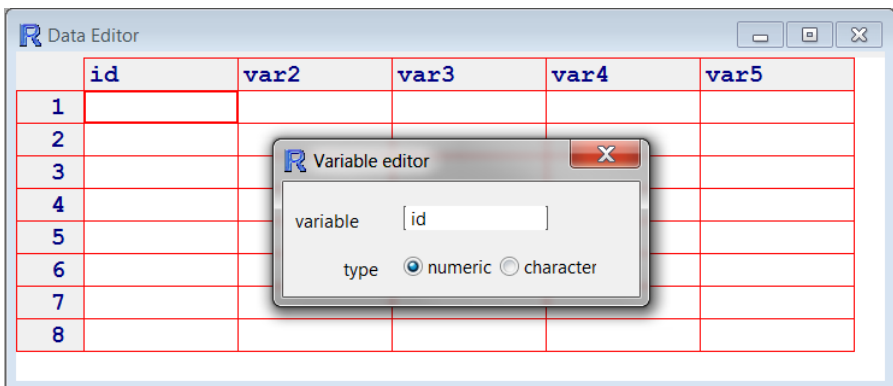 R Data Editor
id var2 var3 var4 var5
1
2
R Variable editor X
3
4
variable id
5
6
type numeric character
7
8